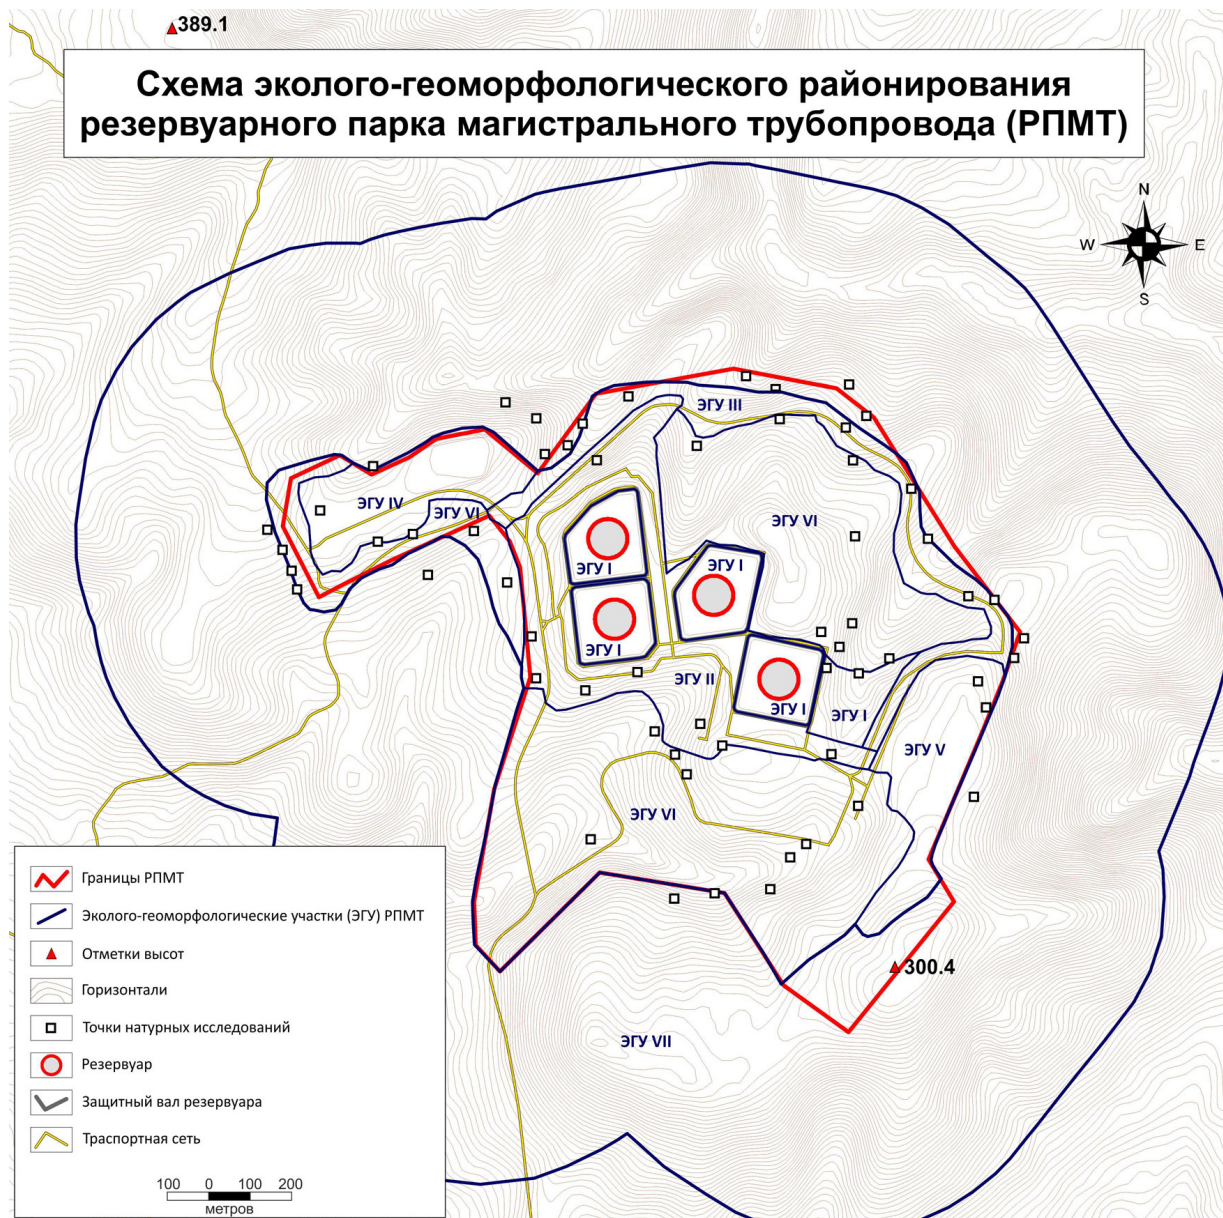 389.1
Схема эколого-геоморфологического районирования
резервуарного парка магистрального трубопровода (РПМТ)
N
W
E
S
ЭГУ III
ЭГУ IV
ЭГУ VI
ЭГУ VI
ЭГУ I
ЭГУ I
ЭГУ I
ЭГУ II
ЭГУ I
ЭГУ I
ЭГУ V
ЭГУ VI
300.4
ЭГУ VII
Границы РПМТ
Эколого-геоморфологические участки (ЭГУ) РПМТ
Отметки высот
Горизонтали
Точки натурных исследований
Резервуар
Защитный вал резервуара
Траспортная сеть
100 0 100 200
метров